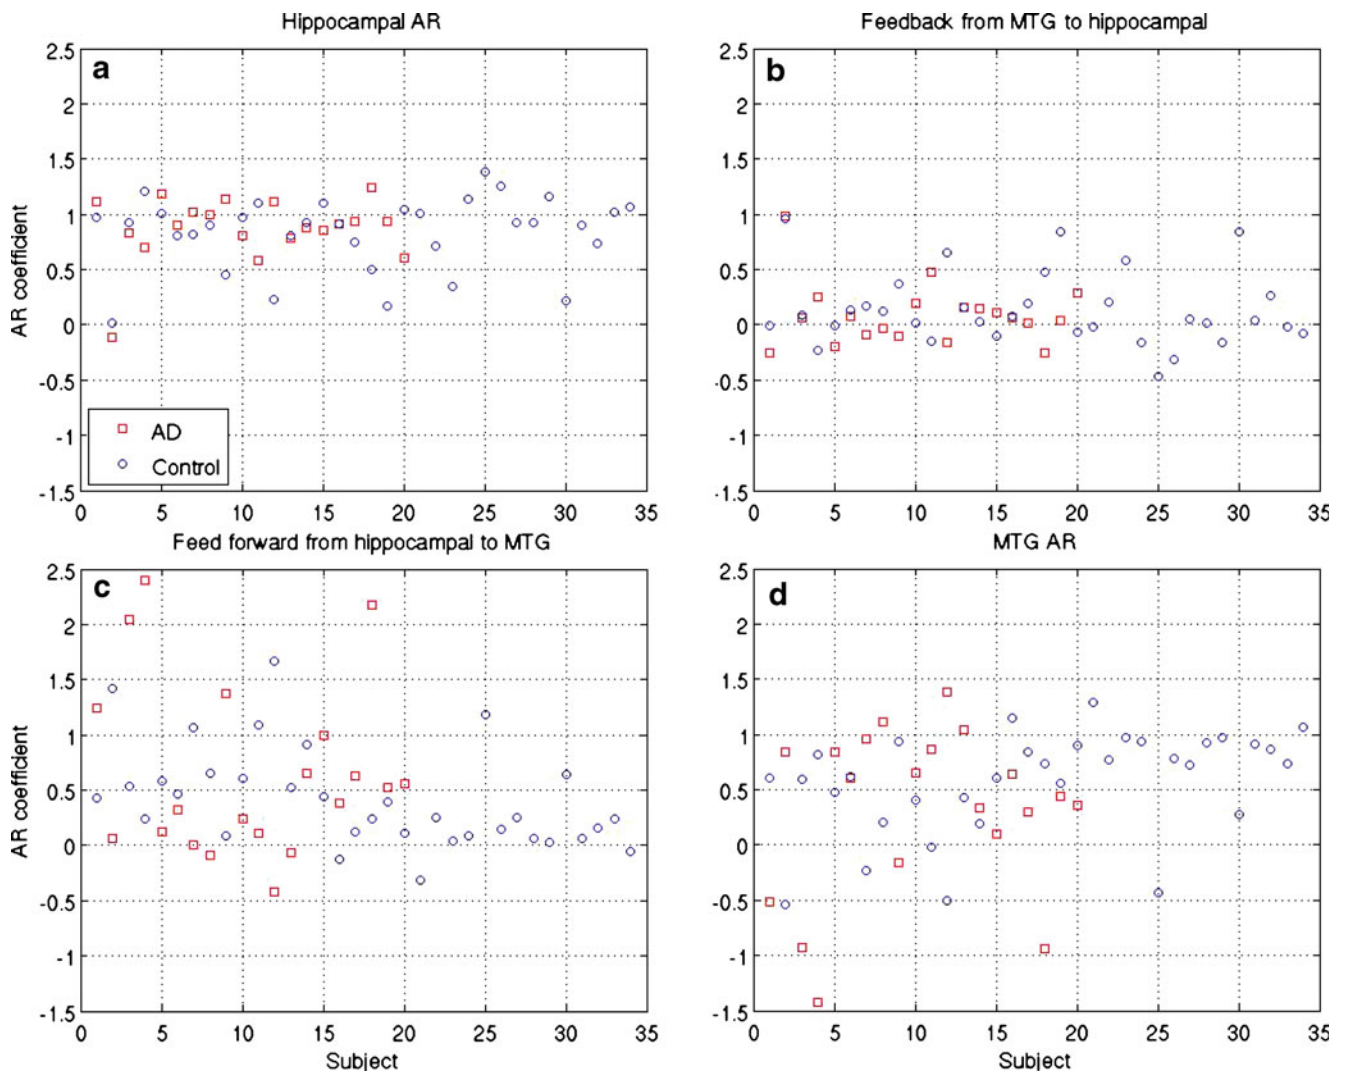 Hippocampal AR
a
2.5
2
1.5
1
0.5
0
-0.5
-1
-1.5
AR coefficient
AD
Control
0 5 10 15 20 25 30 35
Feedback from MTG to hippocampal
b
2.5
2
1.5
1
0.5
0
-0.5
-1
-1.5
0 5 10 15 20 25 30 35
Feed forward from hippocampal to MTG
c
2.5
2
1.5
1
0.5
0
-0.5
-1
-1.5
AR coefficient
0 5 10 15 20 25 30 35
Subject
MTG AR
d
2.5
2
1.5
1
0.5
0
-0.5
-1
-1.5
0 5 10 15 20 25 30 35
Subject